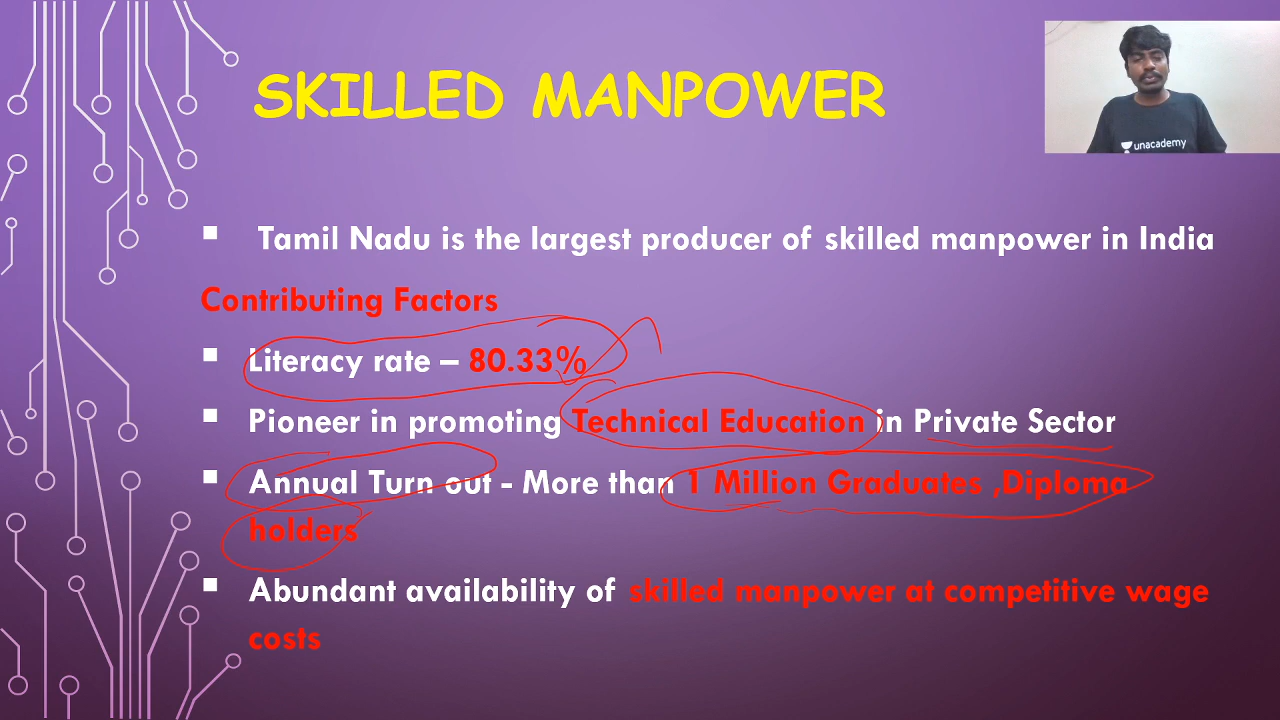 SKILLED MANPOWER
unacademy
Tamil Nadu is the largest producer of skilled manpower in India
Contributing Factors
Literacy rate – 80.33%
Pioneer in promoting Technical Education in Private Sector
Annual Turn out - More than 1 Million Graduates ,Diploma
holders
Abundant availability of skilled manpower at competitive wage
costs